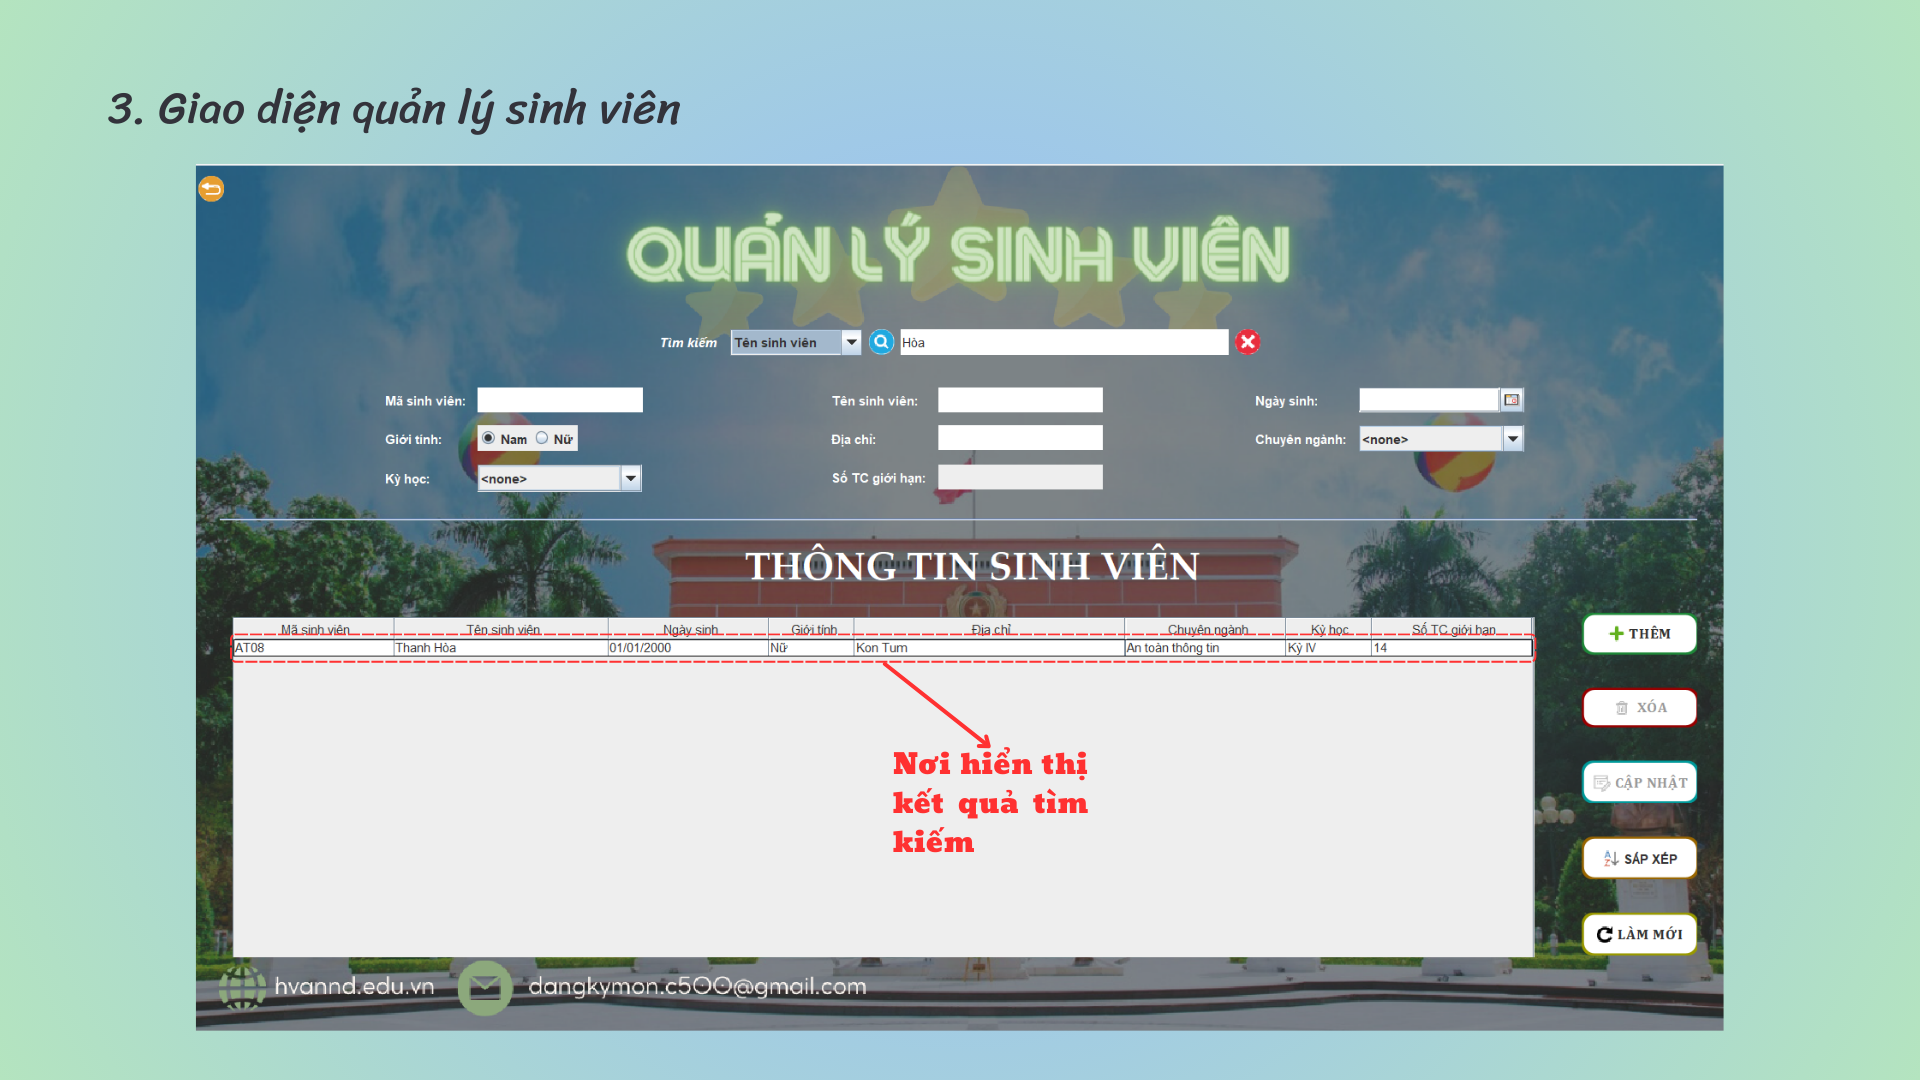 3. Giao diện quản lý sinh viên
QUẢN LÝ SINH VIÊN
Tìm kiếm Tên sinh viên Hòa
Mã sinh viên: Tên sinh viên: Ngày sinh:
Giới tính: Nam Nữ Địa chỉ: Chuyên ngành: <none>
Kỳ học: <none> Số TC giới hạn:
THÔNG TIN SINH VIÊN
Mã sinh viên Tên sinh viên Ngày sinh Giới tính Địa chỉ Chuyên ngành Kỳ học Số TC giới hạn
AT08 Thanh Hòa 01/01/2000 Nữ Kon Tum An toàn thông tin Kỳ IV 14
THÊM
XÓA
CẬP NHẬT
SẮP XẾP
LÀM MỚI
Nơi hiển thị
kết quả tìm
kiếm
hvannd.edu.vn dangkymon.c500@gmail.com